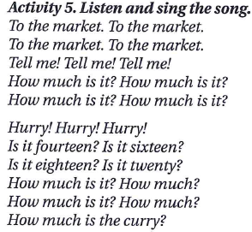 Activity 5. Listen and sing the song.
To the market. To the market.
To the market. To the market.
Tell me! Tell me! Tell me!
How much is it? How much is it?
How much is it? How much is it?
Hurry! Hurry! Hurry!
Is it fourteen? Is it sixteen?
Is it eighteen? Is it twenty?
How much is it? How much?
How much is it? How much?
How much is the curry?